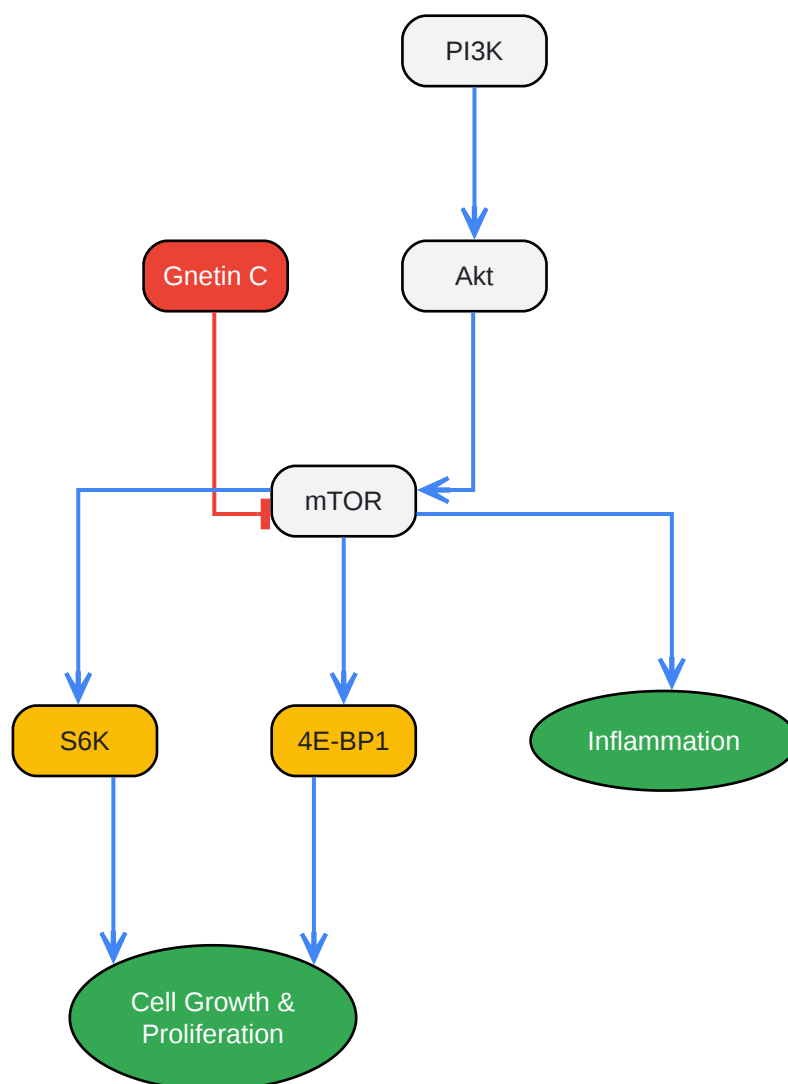 PI3K
Gnetin C
Akt
mTOR
S6K
4E-BP1
Inflammation
Cell Growth &
Proliferation